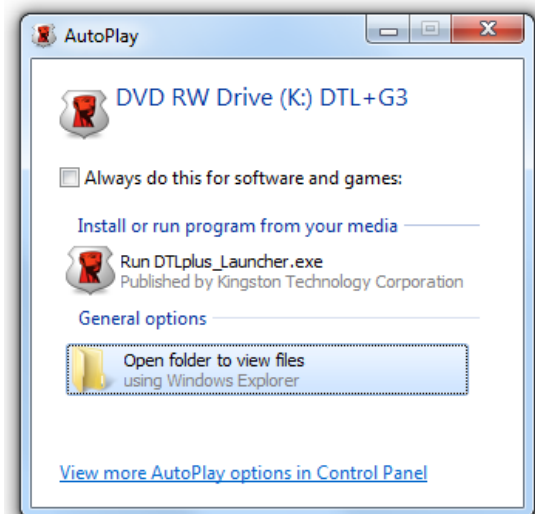 AutoPlay
DVD RW Drive (K:) DTL+G3
Always do this for software and games:
Install or run program from your media
Run DTLplus_Launcher.exe
Published by Kingston Technology Corporation
General options
Open folder to view files
using Windows Explorer
View more AutoPlay options in Control Panel